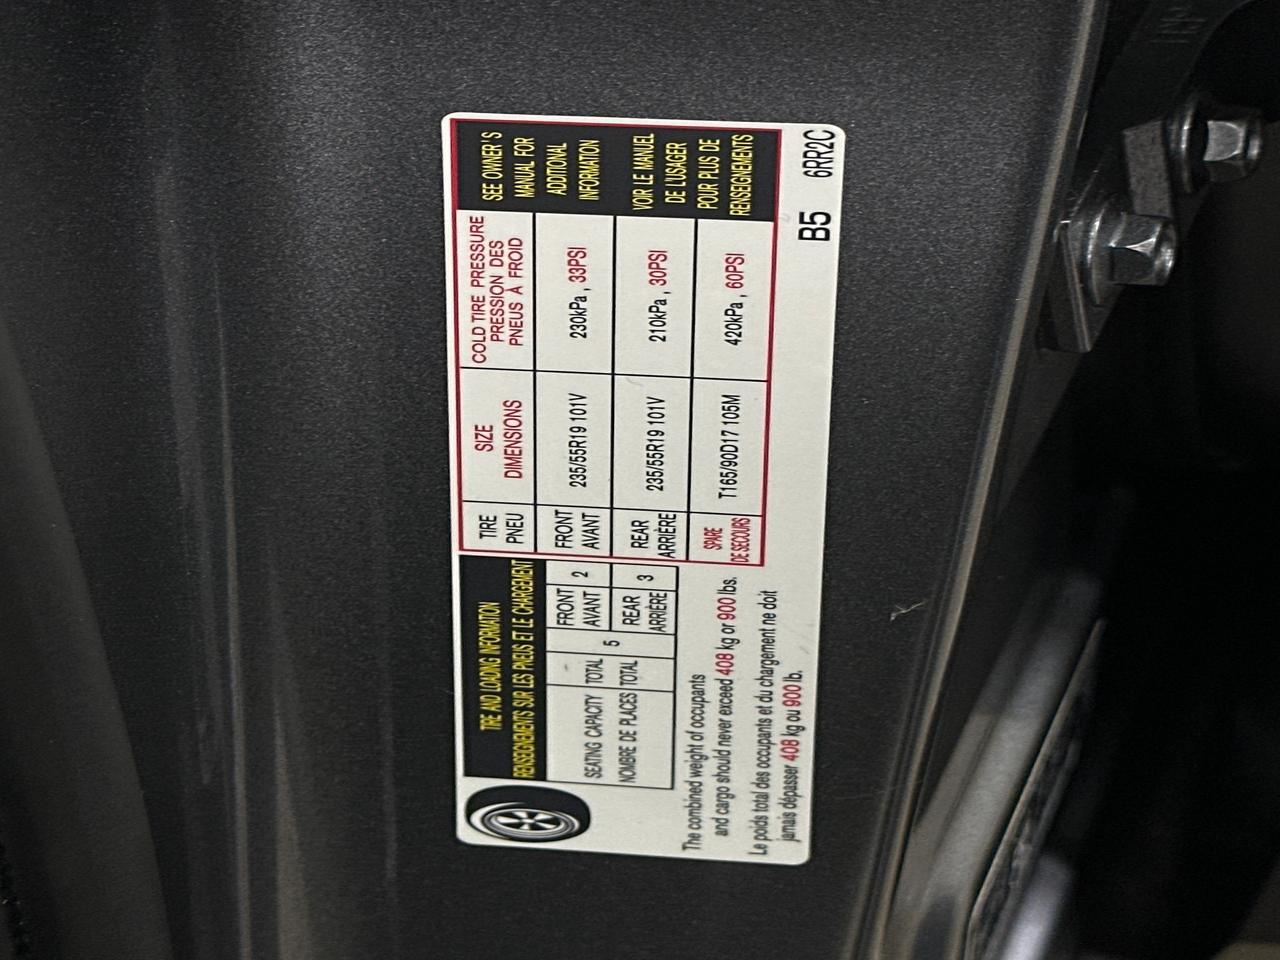 TIRE AND LOADING INFORMATION
RENSEIGNEMENTS SUR LES PNEUS ET LE CHARGEMENT
SEATING CAPACITY TOTAL 5 FRONT AVANT 2
NOMBRE DE PLACES TOTAL REAR ARRIÈRE 3
The combined weight of occupants
and cargo should never exceed 408 kg or 900 lbs.
Le poids total des occupants et du chargement ne doit
jamais dépasser 408 kg ou 900 lb.
TIRE PNEU SIZE DIMENSIONS COLD TIRE PRESSURE PRESSION DES PNEUS À FROID
FRONT AVANT 235/55R19 101V 230kPa , 33PSI
REAR ARRIÈRE 235/55R19 101V 210kPa , 30PSI
SPARE DE SECOURS T165/90D17 105M 420kPa , 60PSI
SEE OWNER'S
MANUAL FOR
ADDITIONAL
INFORMATION
VOIR LE MANUEL
DE L'USAGER
POUR PLUS DE
RENSEIGNEMENTS
B5 6RR2C